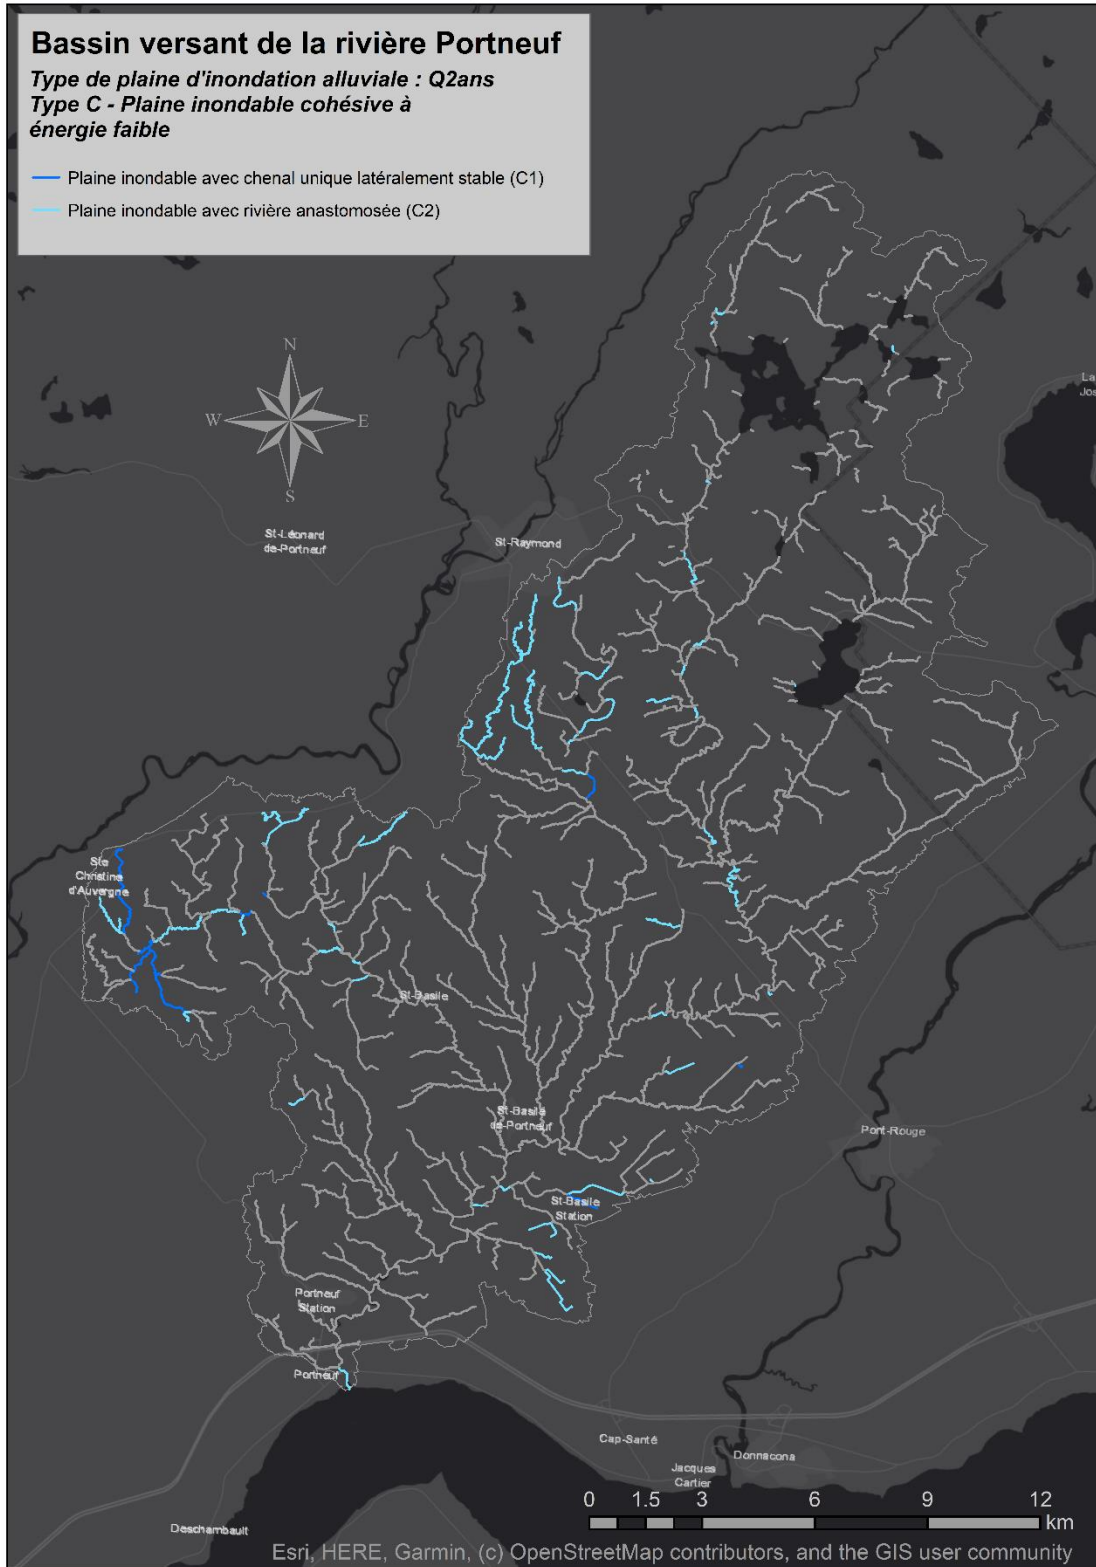 Bassin versant de la rivière Portneuf
Type de plaine d'inondation alluviale : Q2ans
Type C - Plaine inondable cohésive à
énergie faible
Plaine inondable avec chenal unique latéralement stable (C1)
Plaine inondable avec rivière anastomosée (C2)
N
W
E
S
La
Jos
St-Léonard
de-Portneuf
St-Raymond
Ste
Christine
d'Auvergne
St-Basile
St-Basile
de-Portneuf
Pont-Rouge
St-Basile
Station
Portneuf
Station
Portneuf
Cap-Santé
Donnacona
Jacques
Cartier
Deschambault
0 1.5 3 6 9 12
km
Esri, HERE, Garmin, (c) OpenStreetMap contributors, and the GIS user community